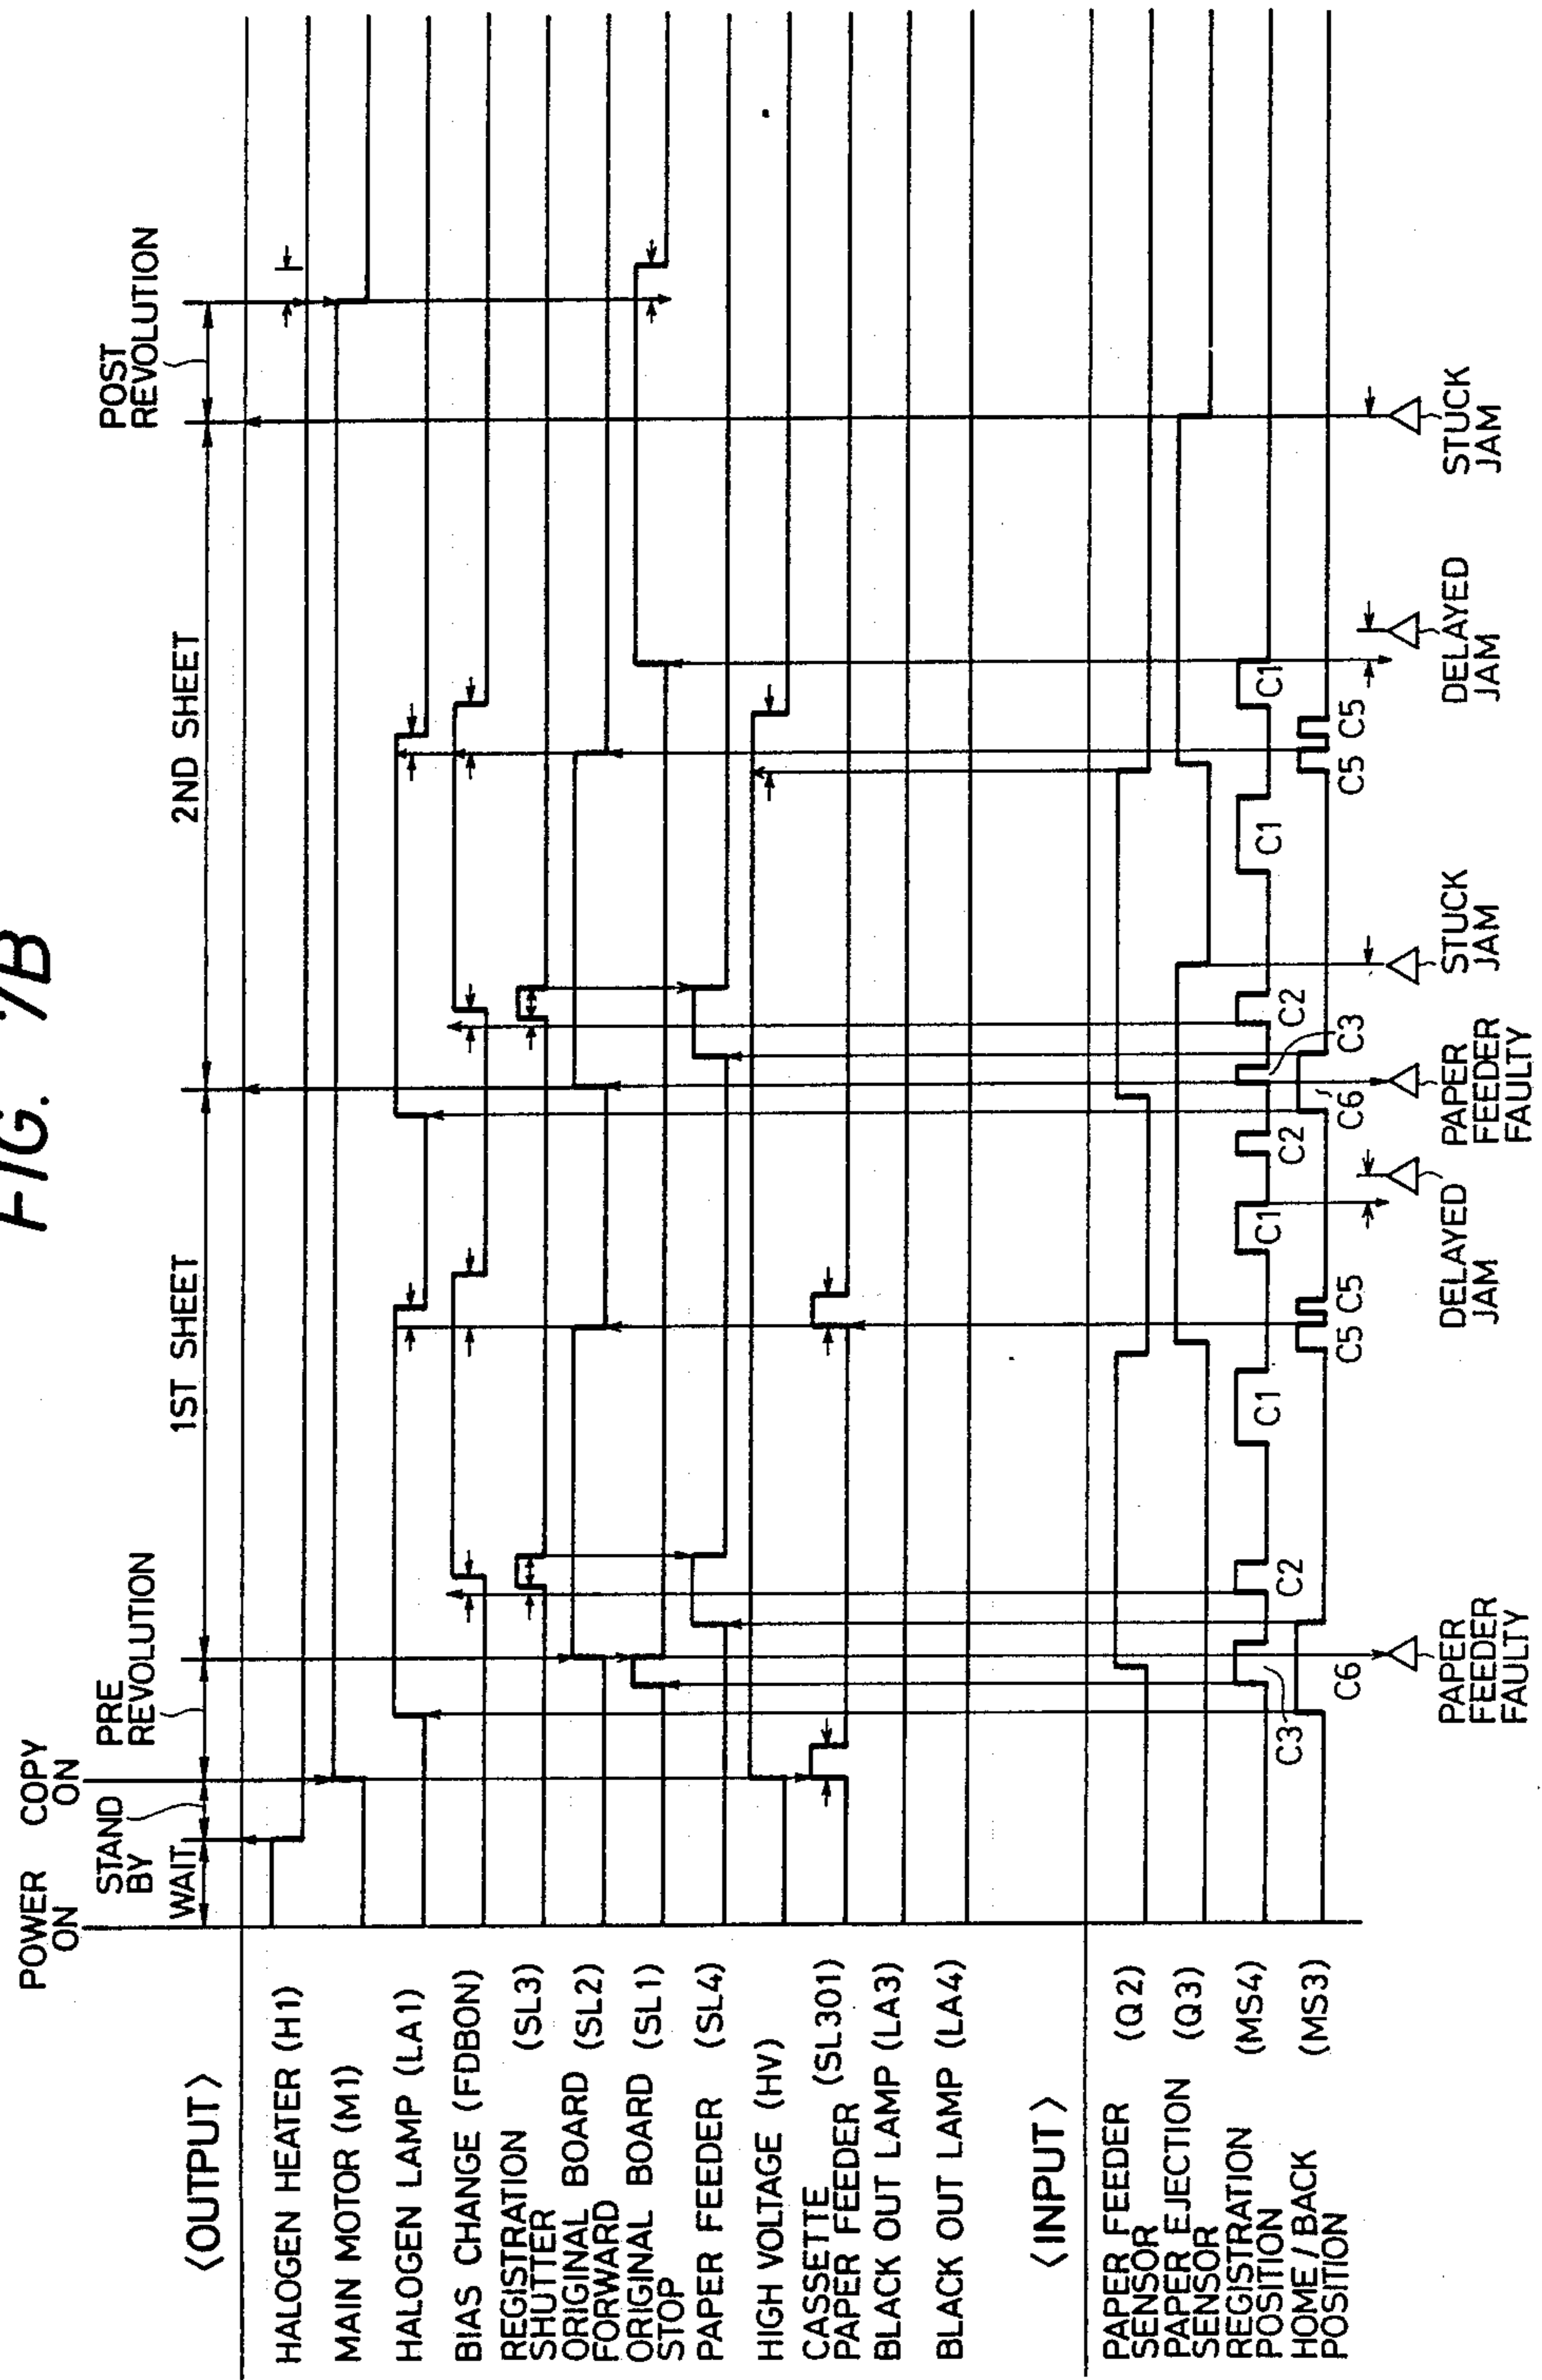 FIG. 7B
POWER
ON
COPY
ON
STAND
BY
WAIT
PRE
REVOLUTION
1ST SHEET
2ND SHEET
POST
REVOLUTION
〈OUTPUT〉
HALOGEN HEATER (H1)
MAIN MOTOR (M1)
HALOGEN LAMP (LA1)
BIAS CHANGE (FDBON)
REGISTRATION
SHUTTER (SL3)
ORIGINAL BOARD
FORWARD (SL2)
ORIGINAL BOARD
STOP (SL1)
PAPER FEEDER (SL4)
HIGH VOLTAGE (HV)
CASSETTE
PAPER FEEDER (SL301)
BLACK OUT LAMP (LA3)
BLACK OUT LAMP (LA4)
〈INPUT〉
PAPER FEEDER
SENSOR (Q2)
PAPER EJECTION
SENSOR (Q3)
REGISTRATION
POSITION (MS4)
HOME/BACK
POSITION (MS3)
C3
C2
C1
C1
C2
C3
C2
C1
C1
C6
C5
C5
C6
C5
C5
PAPER
FEEDER
FAULTY
DELAYED
JAM
PAPER
FEEDER
FAULTY
STUCK
JAM
DELAYED
JAM
STUCK
JAM